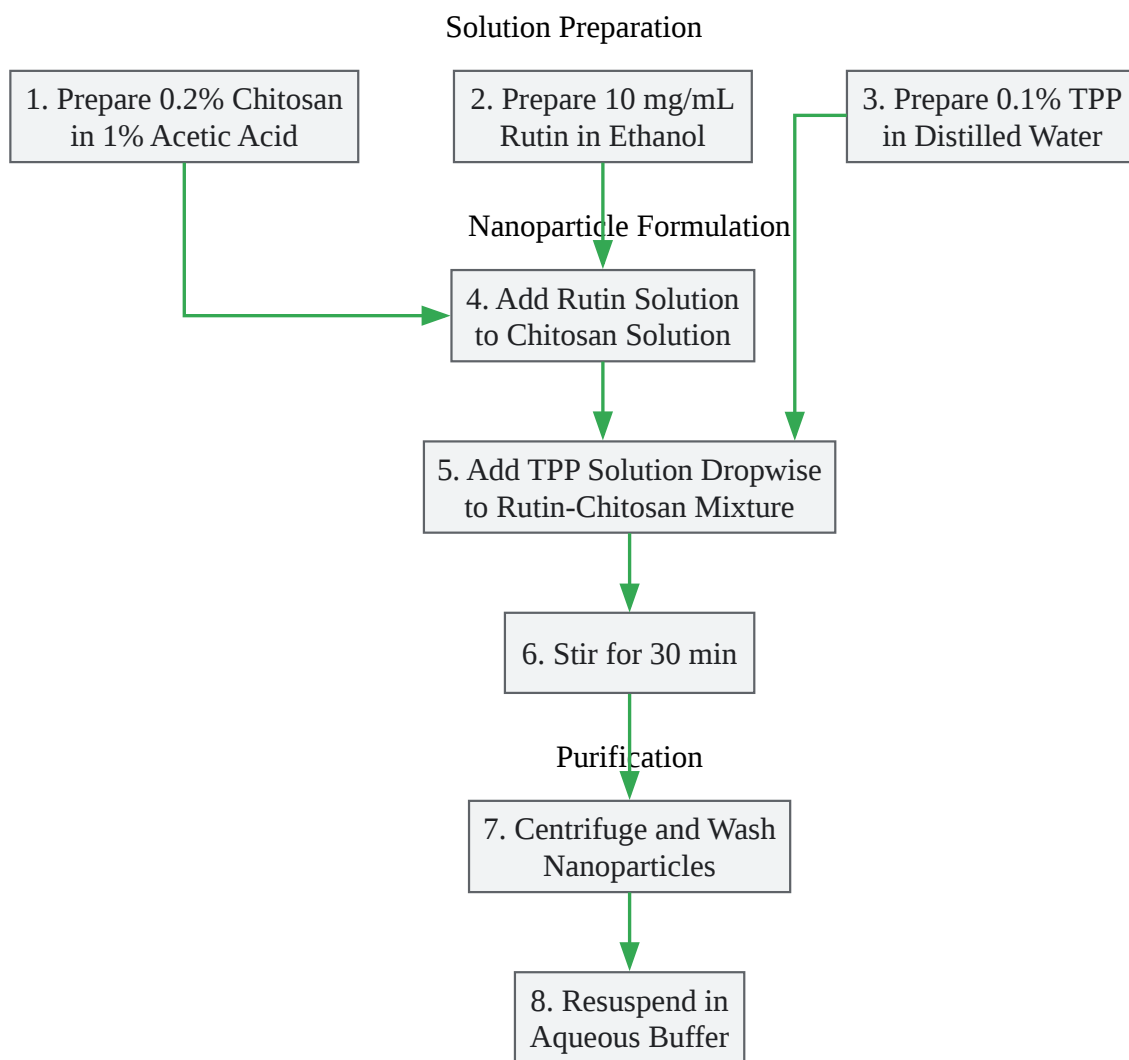 Solution Preparation
1. Prepare 0.2% Chitosan
in 1% Acetic Acid
2. Prepare 10 mg/mL
Rutin in Ethanol
3. Prepare 0.1% TPP
in Distilled Water
Nanoparticle Formulation
4. Add Rutin Solution
to Chitosan Solution
5. Add TPP Solution Dropwise
to Rutin-Chitosan Mixture
6. Stir for 30 min
Purification
7. Centrifuge and Wash
Nanoparticles
8. Resuspend in
Aqueous Buffer